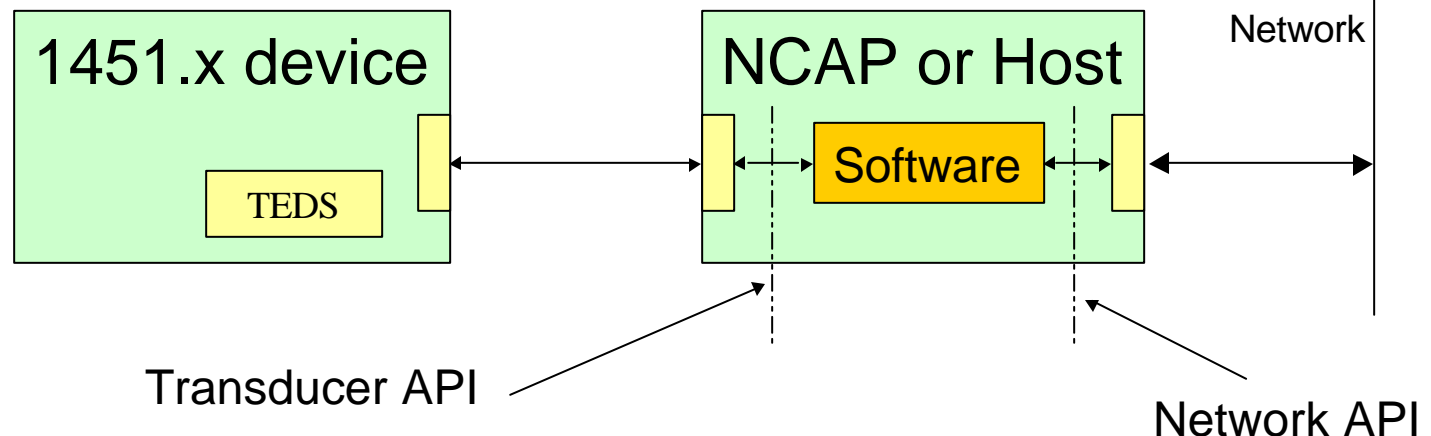 1451.x device
TEDS
NCAP or Host
Software
Network
Transducer API
Network API